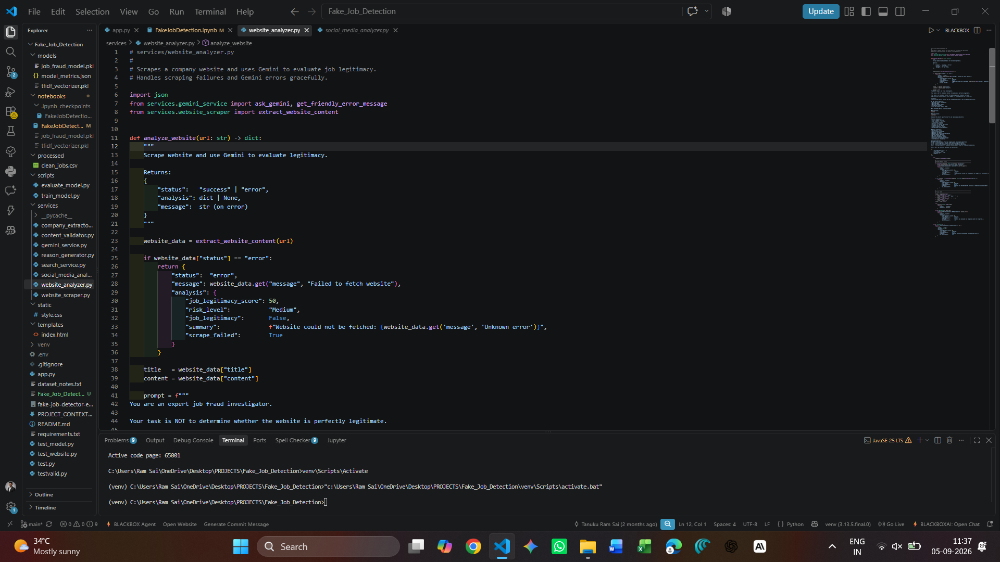 File Edit Selection View Go Run Terminal Help
Fake_Job_Detection
Update
Explorer
Fake_Job_Detection
models
job_fraud_model.pkl
model_metrics.json
tfidf_vectorizer.pkl
notebooks
.ipynb_checkpoints
FakeJobDetectio...
FakeJobDetect... M
job_fraud_model.pkl
tfidf_vectorizer.pkl
processed
clean_jobs.csv
scripts
evaluate_model.py
train_model.py
services
__pycache__
company_extracto...
content_validator.py
gemini_service.py
reason_generator.py
search_service.py
social_media_anal...
website_analyzer.py
website_scraper.py
static
style.css
templates
index.html
venv
.env
.gitignore
app.py
dataset_notes.txt
Fake_Job_Detect... U
fake-job-detector-e...
PROJECT_CONTEXT...
README.md
requirements.txt
test_model.py
test_website.py
test.py
testvalid.py
Outline
Timeline
app.py
FakeJobDetection.ipynb M
website_analyzer.py
social_media_analyzer.py
BLACKBOX
services > website_analyzer.py > analyze_website
1 # services/website_analyzer.py
2 #
3 # Scrapes a company website and uses Gemini to evaluate job legitimacy.
4 # Handles scraping failures and Gemini errors gracefully.
5
6 import json
7 from services.gemini_service import ask_gemini, get_friendly_error_message
8 from services.website_scraper import extract_website_content
9
10
11 def analyze_website(url: str) -> dict:
12 """
13 Scrape website and use Gemini to evaluate legitimacy.
14
15 Returns:
16 {
17 "status": "success" | "error",
18 "analysis": dict | None,
19 "message": str (on error)
20 }
21 """
22
23 website_data = extract_website_content(url)
24
25 if website_data["status"] == "error":
26 return {
27 "status": "error",
28 "message": website_data.get("message", "Failed to fetch website"),
29 "analysis": {
30 "job_legitimacy_score": 50,
31 "risk_level": "Medium",
32 "job_legitimacy": False,
33 "summary": f"Website could not be fetched: {website_data.get('message', 'Unknown error')}",
34 "scrape_failed": True
35 }
36 }
37
38 title = website_data["title"]
39 content = website_data["content"]
40
41 prompt = f"""
42 You are an expert job fraud investigator.
43
44 Your task is NOT to determine whether the website is perfectly legitimate.
45
Problems 9 Output Debug Console Terminal Ports Spell Checker 9 Jupyter
JavaSE-25 LTS
Active code page: 65001
C:\Users\Ram Sai\OneDrive\Desktop\PROJECTS\Fake_Job_Detection>venv\Scripts\Activate
(venv) C:\Users\Ram Sai\OneDrive\Desktop\PROJECTS\Fake_Job_Detection>"c:\Users\Ram Sai\OneDrive\Desktop\PROJECTS\Fake_Job_Detection\venv\Scripts\activate.bat"
(venv) C:\Users\Ram Sai\OneDrive\Desktop\PROJECTS\Fake_Job_Detection>
main* 0 0 9 BLACKBOX Agent Open Website Generate Commit Message
Tanuku Ram Sai (2 months ago) Ln 12, Col 1 Spaces: 4 UTF-8 LF { } Python venv (3.13.5.final.0) Go Live BLACKBOXAI: Open Chat
34°C
Mostly sunny
Search
ENG
IN
11:37
05-09-2026